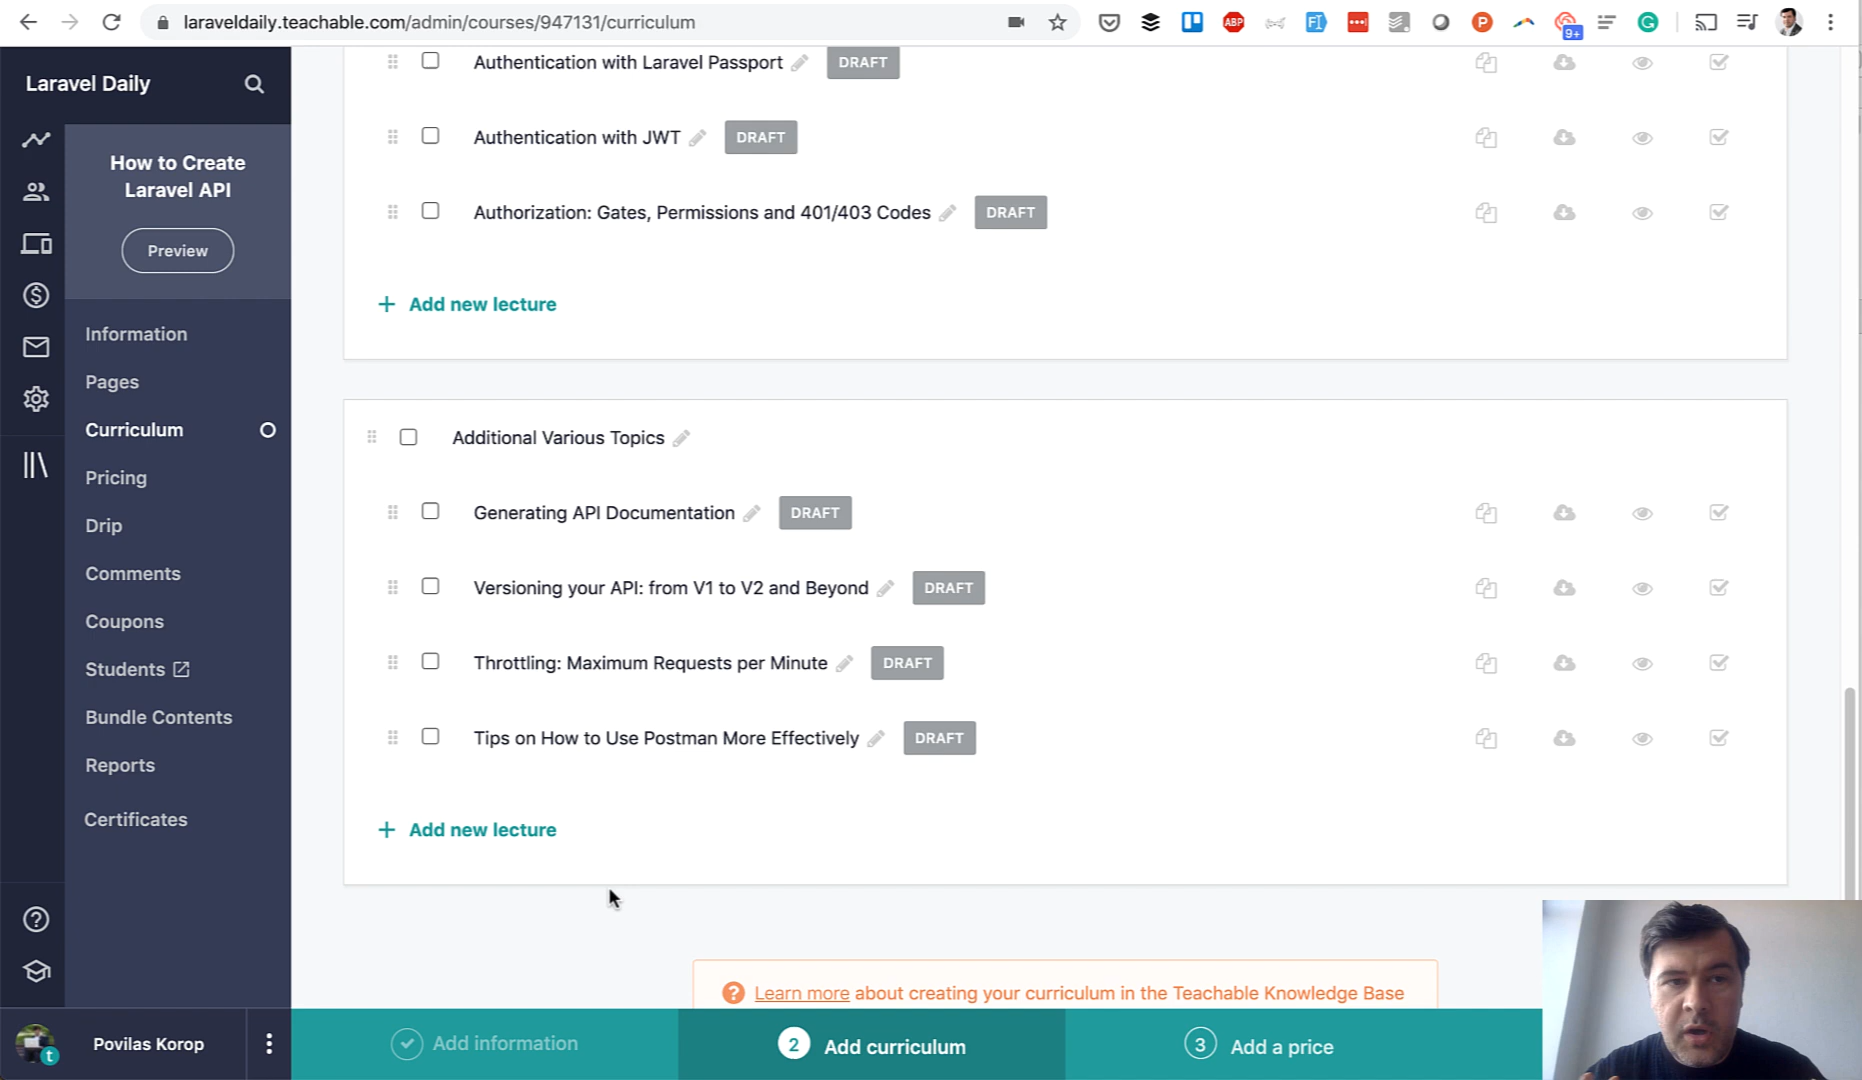 laraveldaily.teachable.com/admin/courses/947131/curriculum
ABP
P
9+
G
Laravel Daily
How to Create
Laravel API
Preview
Information
Pages
Curriculum
Pricing
Drip
Comments
Coupons
Students
Bundle Contents
Reports
Certificates
t
Povilas Korop
Authentication with Laravel Passport DRAFT
Authentication with JWT DRAFT
Authorization: Gates, Permissions and 401/403 Codes DRAFT
+ Add new lecture
Additional Various Topics
Generating API Documentation DRAFT
Versioning your API: from V1 to V2 and Beyond DRAFT
Throttling: Maximum Requests per Minute DRAFT
Tips on How to Use Postman More Effectively DRAFT
+ Add new lecture
? Learn more about creating your curriculum in the Teachable Knowledge Base
Add information
2 Add curriculum
3 Add a price